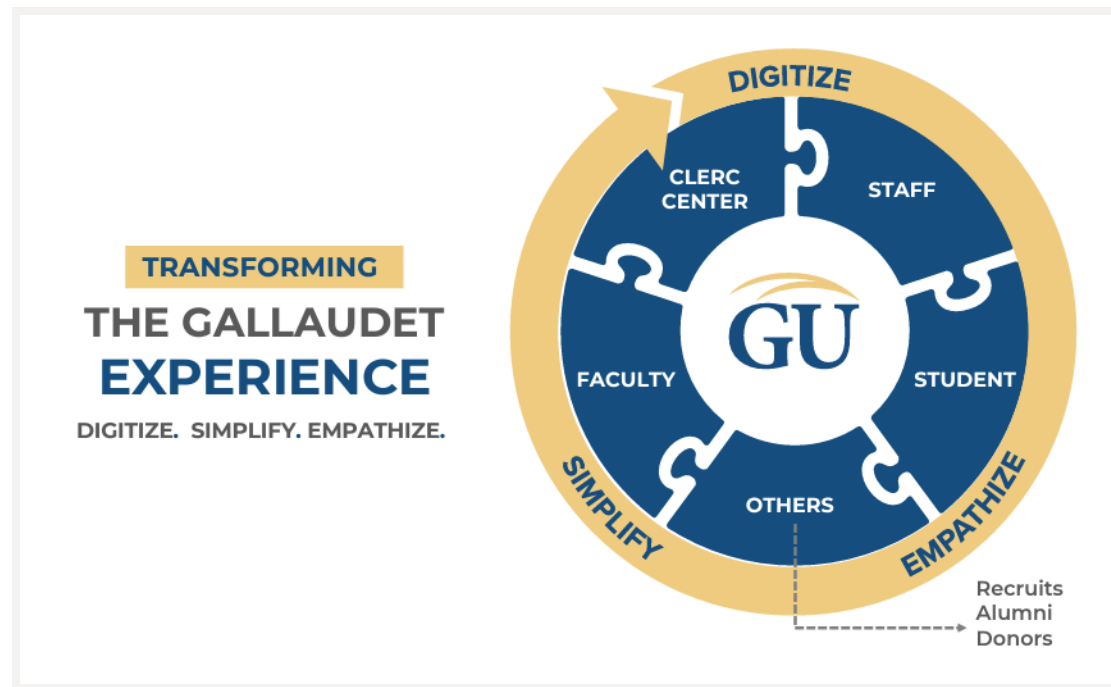 TRANSFORMING
THE GALLAUDET
EXPERIENCE
DIGITIZE. SIMPLIFY. EMPATHIZE.
DIGITIZE
CLERC
CENTER
STAFF
GU
FACULTY
STUDENT
OTHERS
SIMPLIFY
EMPATHIZE
Recruits
Alumni
Donors